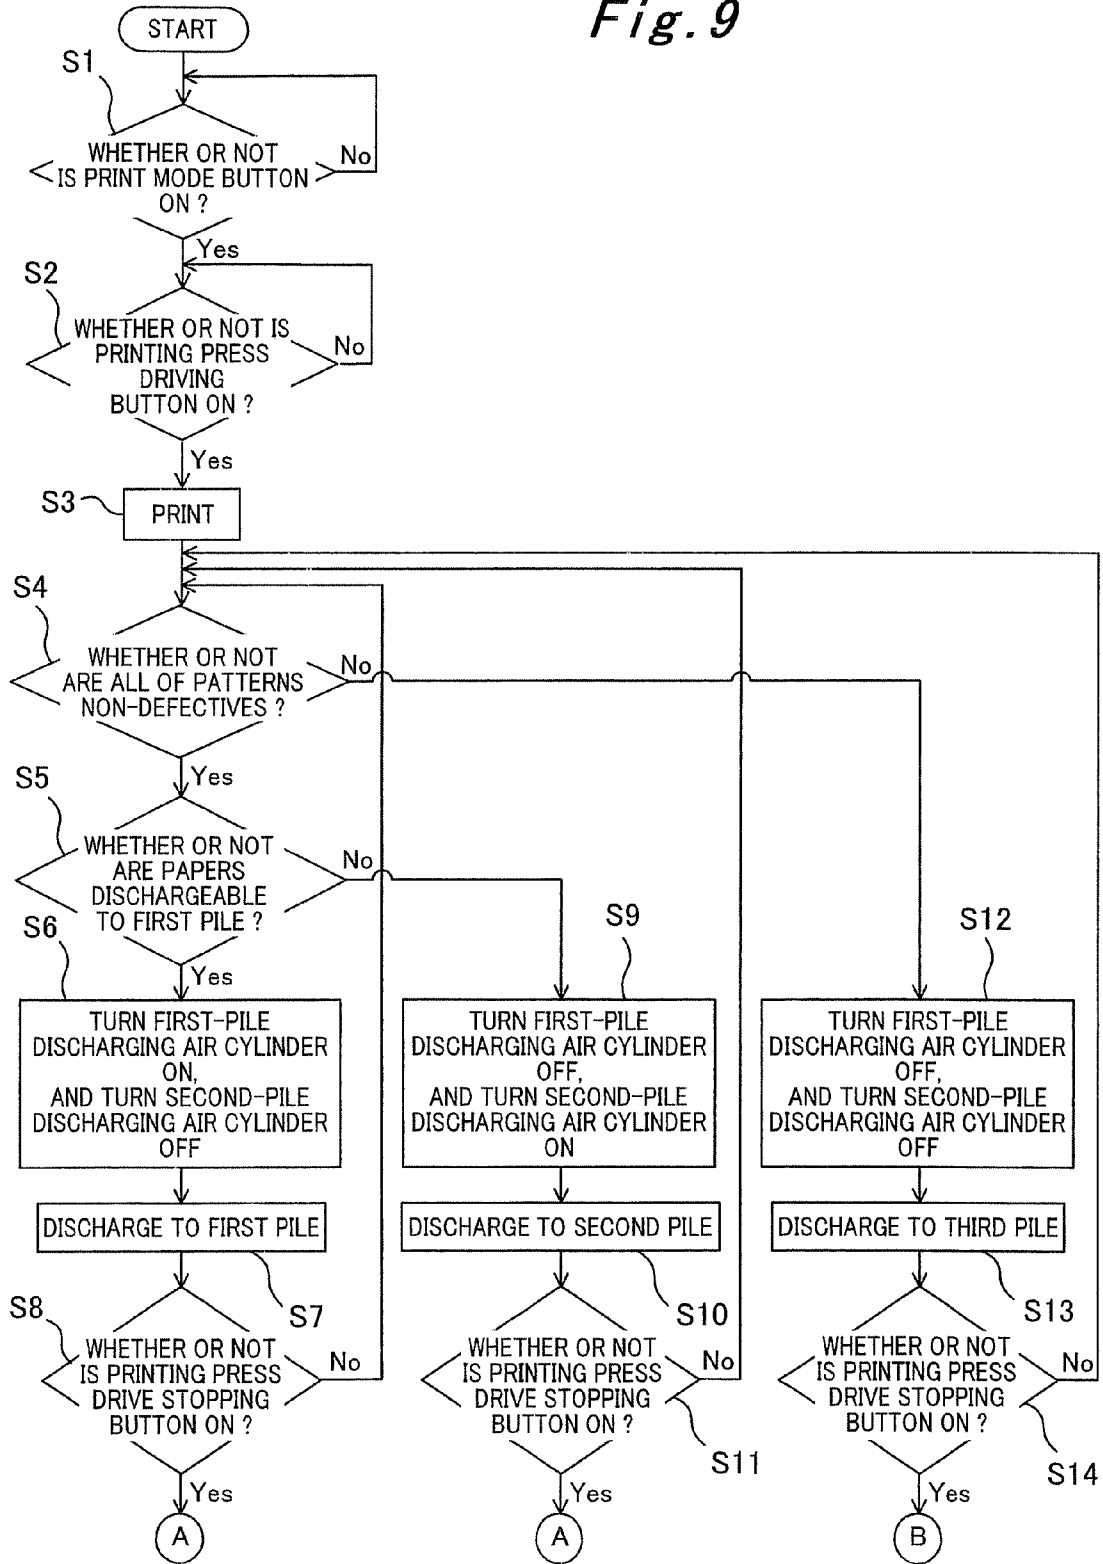 Fig. 9
START
S1
WHETHER OR NOT
IS PRINT MODE BUTTON
ON ?
No
Yes
S2
WHETHER OR NOT IS
PRINTING PRESS
DRIVING
BUTTON ON ?
No
Yes
S3
PRINT
S4
WHETHER OR NOT
ARE ALL OF PATTERNS
NON-DEFECTIVES ?
No
Yes
S5
WHETHER OR NOT
ARE PAPERS
DISCHARGEABLE
TO FIRST PILE ?
No
Yes
S6
TURN FIRST-PILE
DISCHARGING AIR CYLINDER
ON,
AND TURN SECOND-PILE
DISCHARGING AIR CYLINDER
OFF
DISCHARGE TO FIRST PILE
S7
S8
WHETHER OR NOT
IS PRINTING PRESS
DRIVE STOPPING
BUTTON ON ?
No
Yes
A
S9
TURN FIRST-PILE
DISCHARGING AIR CYLINDER
OFF,
AND TURN SECOND-PILE
DISCHARGING AIR CYLINDER
ON
DISCHARGE TO SECOND PILE
S10
WHETHER OR NOT
IS PRINTING PRESS
DRIVE STOPPING
BUTTON ON ?
No
S11
Yes
A
S12
TURN FIRST-PILE
DISCHARGING AIR CYLINDER
OFF,
AND TURN SECOND-PILE
DISCHARGING AIR CYLINDER
OFF
DISCHARGE TO THIRD PILE
S13
WHETHER OR NOT
IS PRINTING PRESS
DRIVE STOPPING
BUTTON ON ?
No
S14
Yes
B